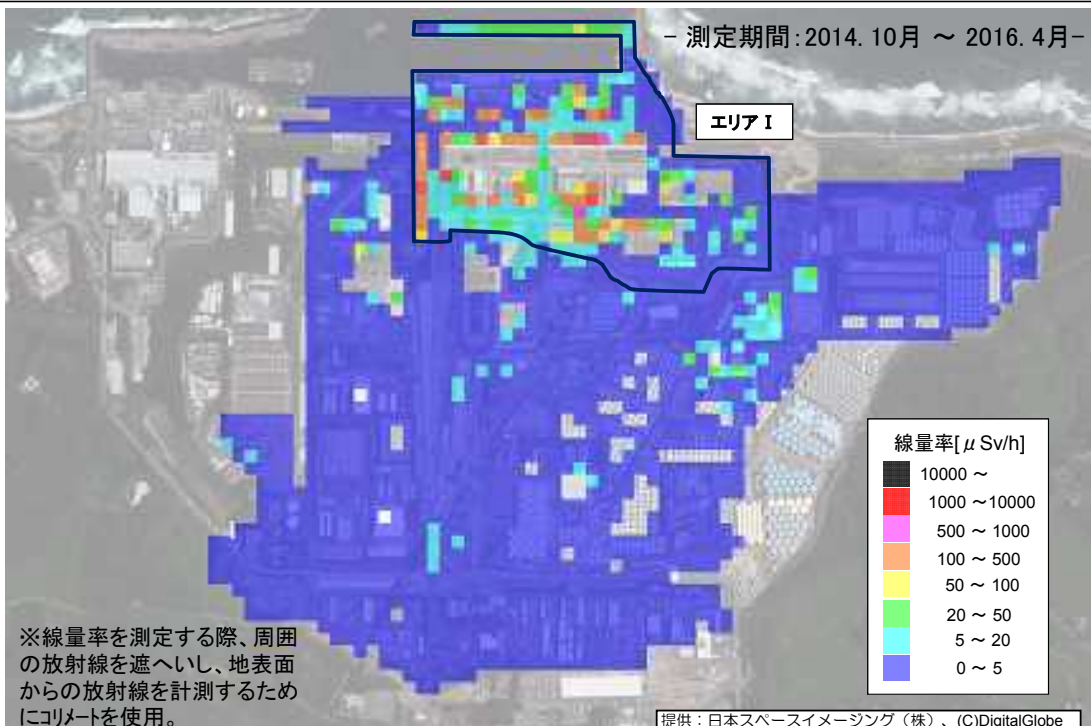 - 測定期間:2014.10月 ~ 2016.4月-
エリアⅠ
線量率[μSv/h]
10000 ~
1000 ~10000
500 ~ 1000
100 ~ 500
50 ~ 100
20 ~ 50
5 ~ 20
0 ~ 5
※線量率を測定する際、周囲
の放射線を遮へいし、地表面
からの放射線を計測するため
にコリメートを使用。
提供:日本スペースイメージング(株)、(C)DigitalGlobe